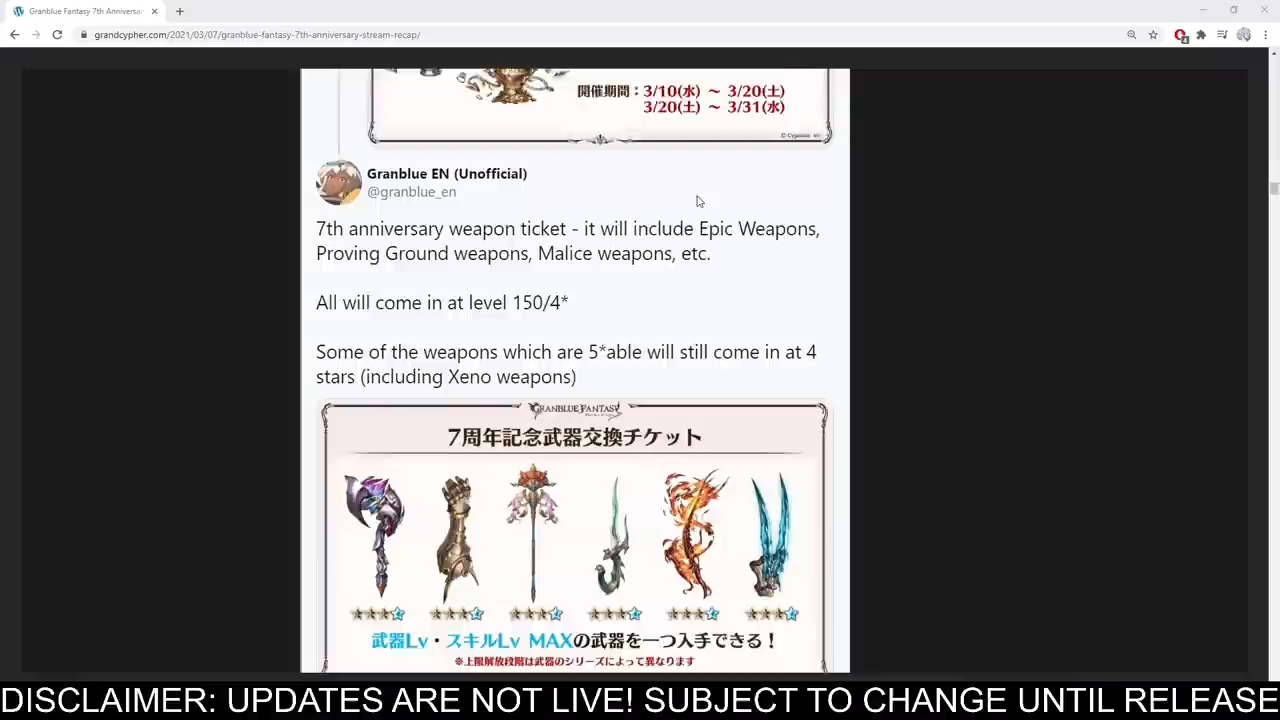 Granblue Fantasy 7th Anniversa
grandcypher.com/2021/03/07/granblue-fantasy-7th-anniversary-stream-recap/
開催期間：3/10(水) ～ 3/20(土)
3/20(土) ～ 3/31(水)
Granblue EN (Unofficial)
@granblue_en
7th anniversary weapon ticket - it will include Epic Weapons,
Proving Ground weapons, Malice weapons, etc.
All will come in at level 150/4*
Some of the weapons which are 5*able will still come in at 4
stars (including Xeno weapons)
GRANBLUE FANTASY
7周年記念武器交換チケット
武器Lv・スキルLv MAXの武器を一つ入手できる！
※上限解放段階は武器のシリーズによって異なります
DISCLAIMER: UPDATES ARE NOT LIVE! SUBJECT TO CHANGE UNTIL RELEASE